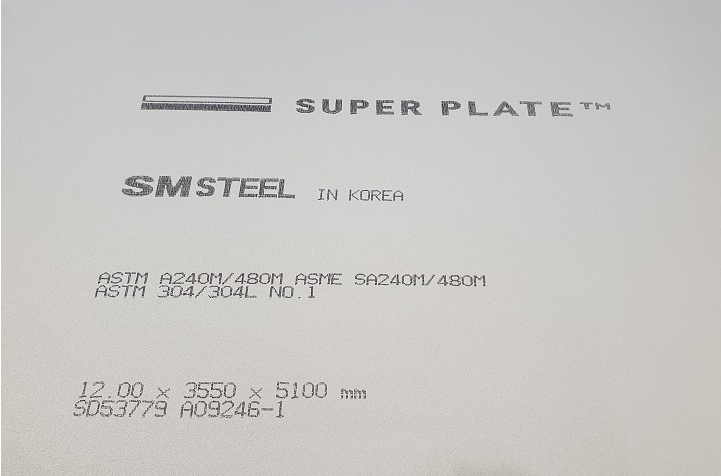 SUPER PLATE™
SMSTEEL IN KOREA
ASTM A240M/480M ASME SA240M/480M
ASTM 304/304L NO.1
12.00 x 3550 x 5100 mm
SD53779 A09246-1